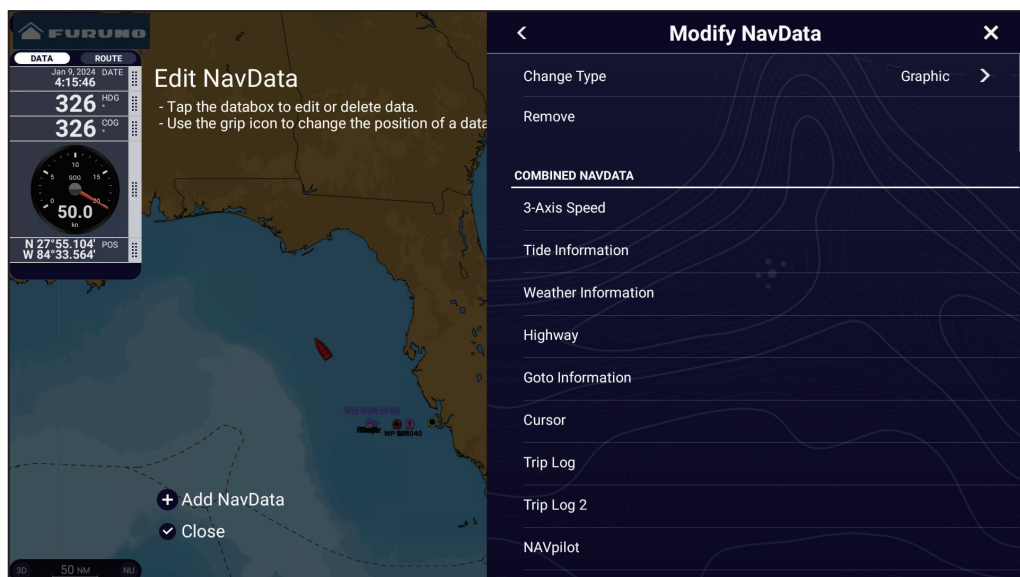 FURUNO
DATA ROUTE
Jan 9, 2024 DATE
4:15:46
326 HDG
°
326 COG
°
10
5 SOG 15
0 20
50.0
kn
N 27°55.104' POS
W 84°33.564'
Edit NavData
- Tap the databox to edit or delete data.
- Use the grip icon to change the position of a data
WP
+ Add NavData
Close
3D 50 NM NU
Modify NavData
Change Type Graphic
Remove
COMBINED NAVDATA
3-Axis Speed
Tide Information
Weather Information
Highway
Goto Information
Cursor
Trip Log
Trip Log 2
NAVpilot